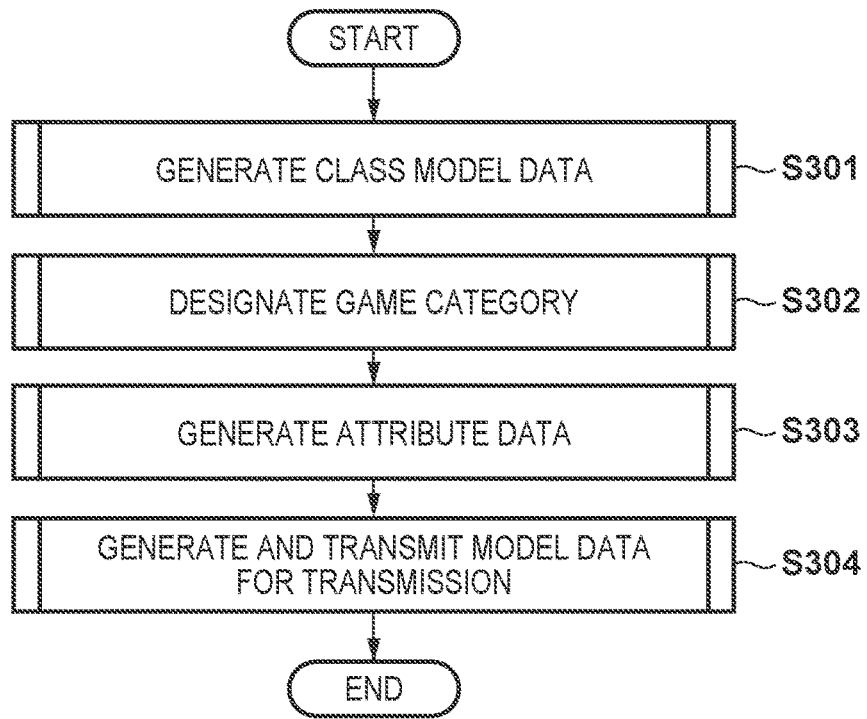 START
GENERATE CLASS MODEL DATA
S301
DESIGNATE GAME CATEGORY
S302
GENERATE ATTRIBUTE DATA
S303
GENERATE AND TRANSMIT MODEL DATA
FOR TRANSMISSION
S304
END